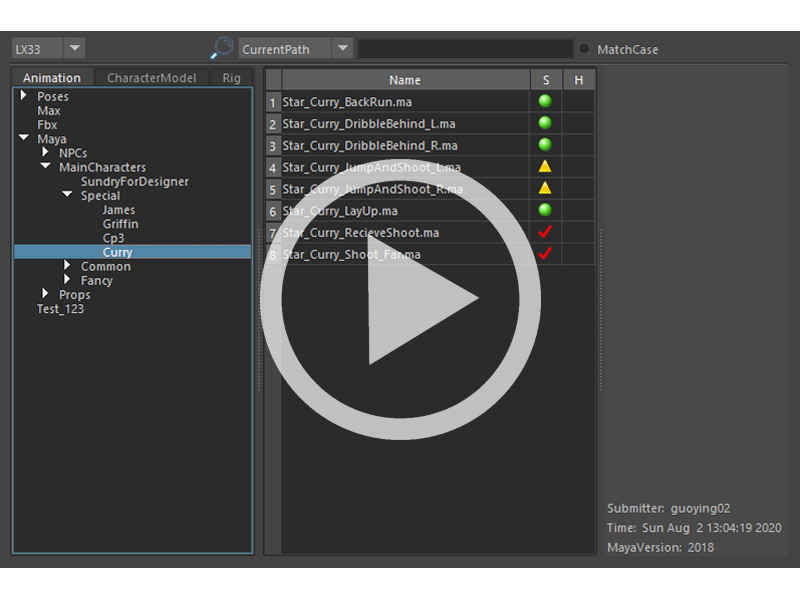 LX33 CurrentPath MatchCase
Animation CharacterModel Rig
Poses
Max
Fbx
Maya
NPCs
MainCharacters
SundryForDesigner
Special
James
Griffin
Cp3
Curry
Common
Fancy
Props
Test_123
Name S H
1 Star_Curry_BackRun.ma
2 Star_Curry_DribbleBehind_L.ma
3 Star_Curry_DribbleBehind_R.ma
4 Star_Curry_JumpAndShoot_L.ma
5 Star_Curry_JumpAndShoot_R.ma
6 Star_Curry_LayUp.ma
7 Star_Curry_RecieveShoot.ma
8 Star_Curry_Shoot_Far.ma
Submitter: guoying02
Time: Sun Aug 2 13:04:19 2020
MayaVersion: 2018